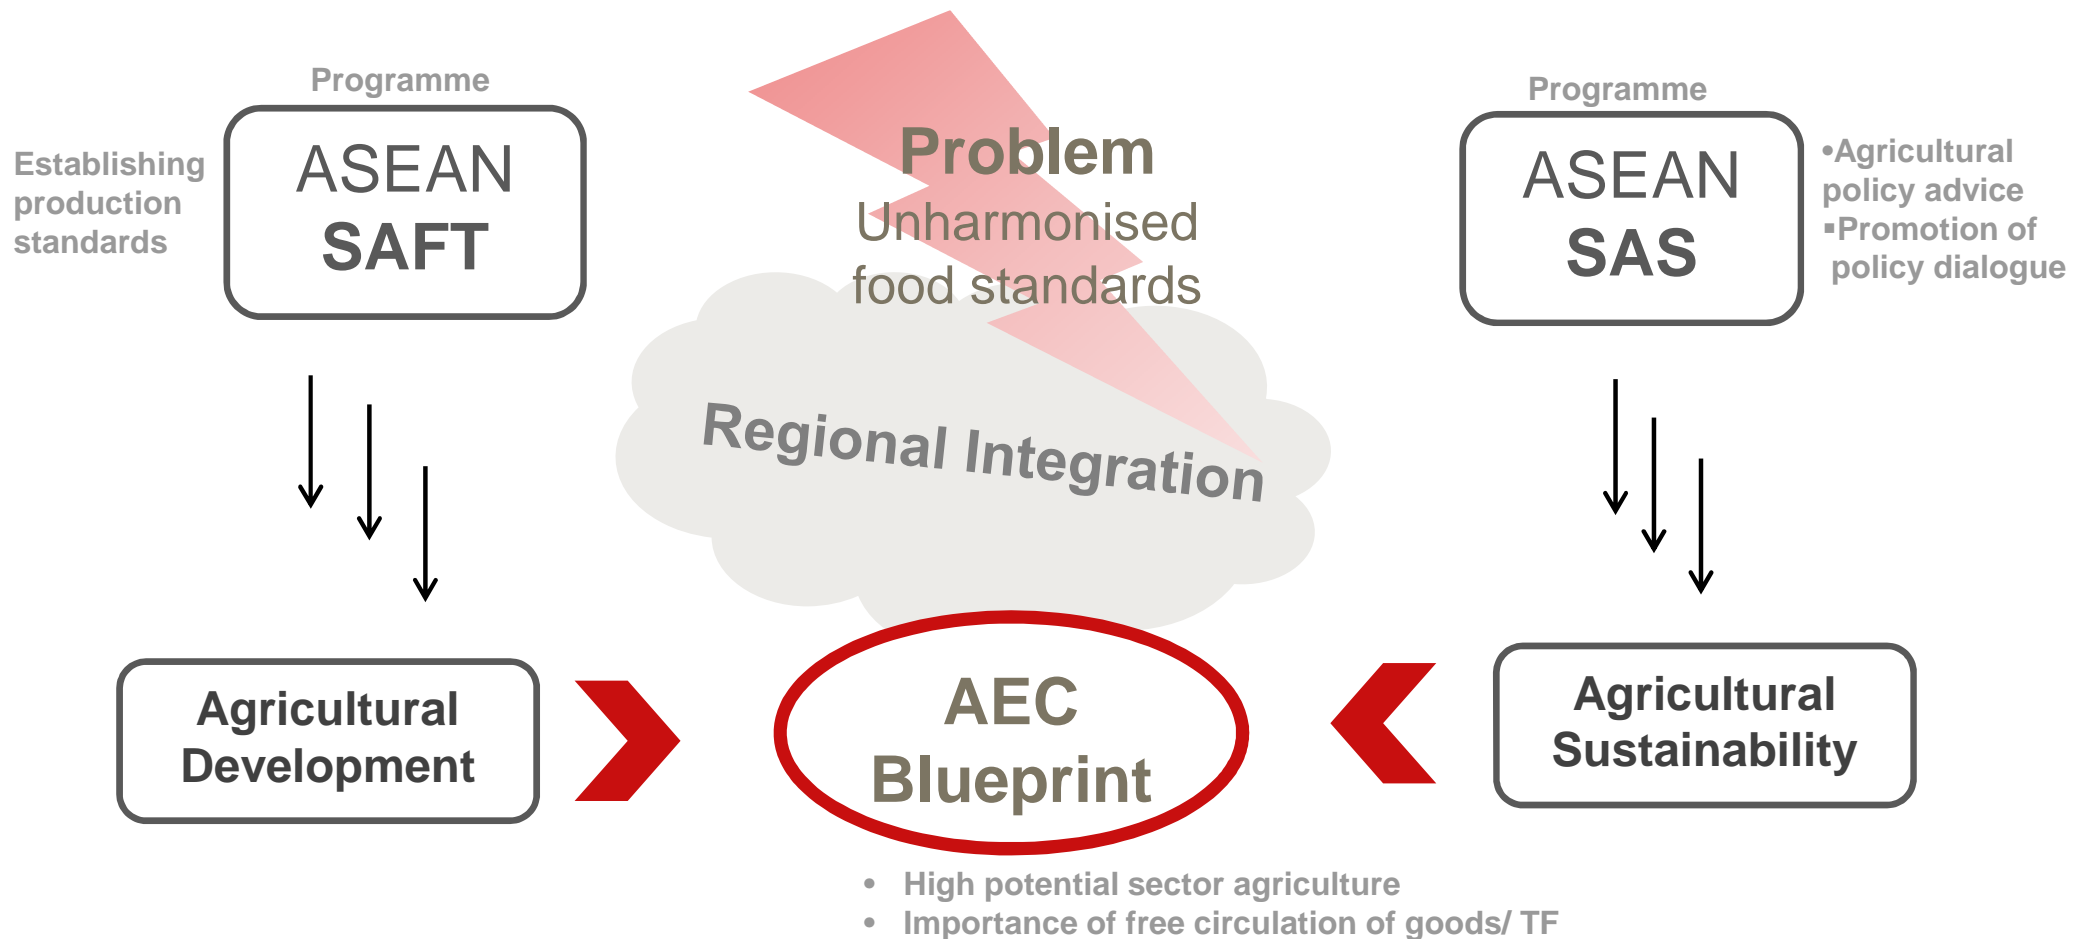 Programme
Establishing
production
standards
ASEAN
SAFT
Problem
Unharmonised
food standards
Programme
ASEAN
SAS
•Agricultural
policy advice
▪Promotion of
policy dialogue
Regional Integration
Agricultural
Development
AEC
Blueprint
Agricultural
Sustainability
• High potential sector agriculture
• Importance of free circulation of goods/ TF